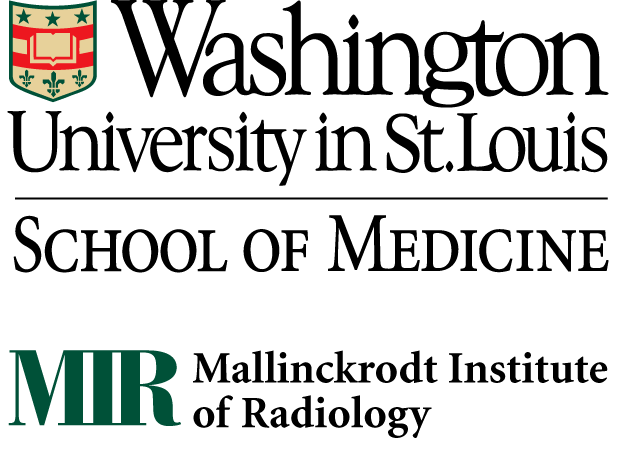 Washington
University in St. Louis
SCHOOL OF MEDICINE
MIR Mallinckrodt Institute
of Radiology